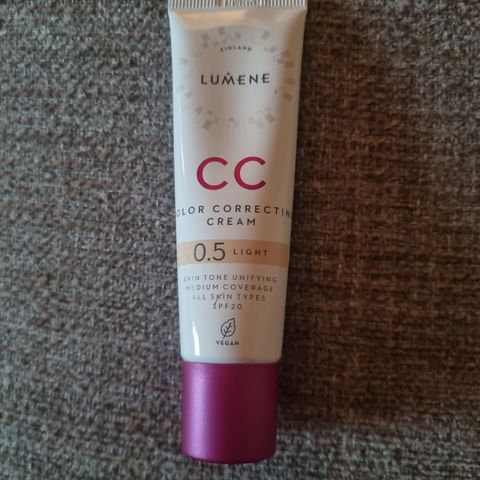 FINLAND
LUMENE
CC
COLOR CORRECTING
CREAM
0.5 LIGHT
SKIN TONE UNIFYING
MEDIUM COVERAGE
ALL SKIN TYPES
SPF20
VEGAN